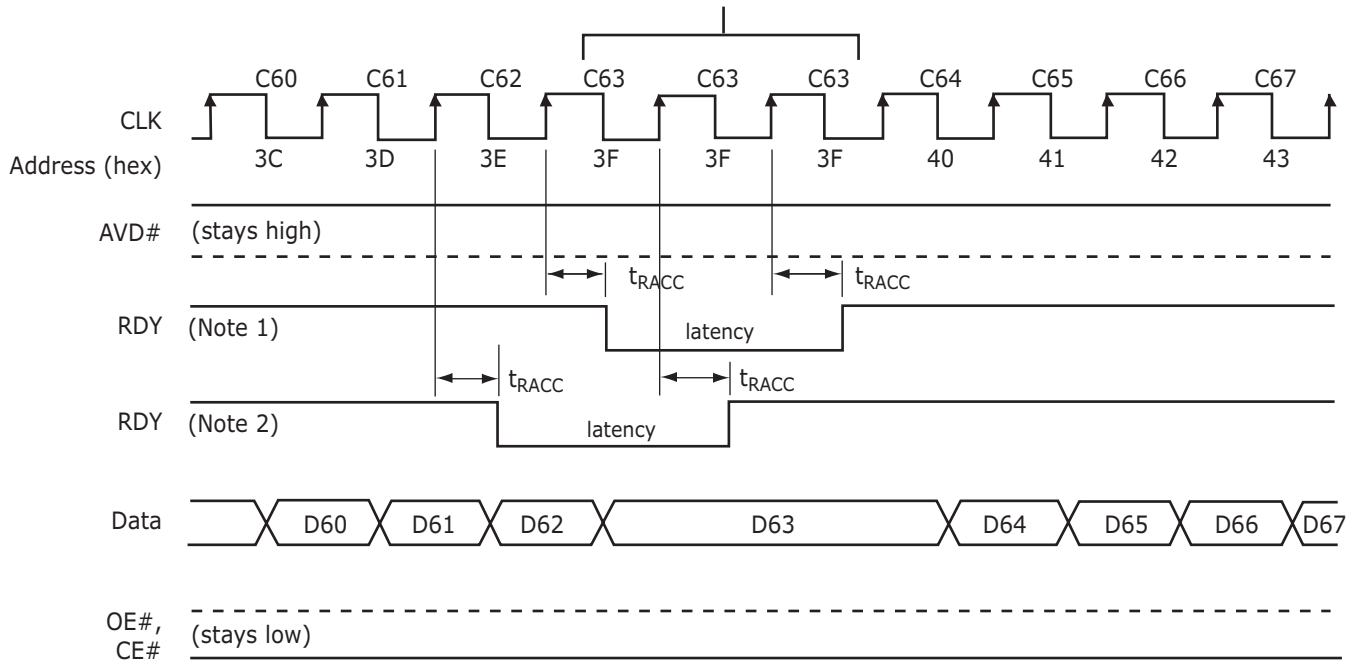 C60 C61 C62 C63 C63 C63 C64 C65 C66 C67
CLK
Address (hex) 3C 3D 3E 3F 3F 3F 40 41 42 43
AVD# (stays high)
tRACC tRACC
RDY (Note 1) latency
tRACC tRACC
RDY (Note 2) latency
Data D60 D61 D62 D63 D64 D65 D66 D67
OE#,
CE# (stays low)